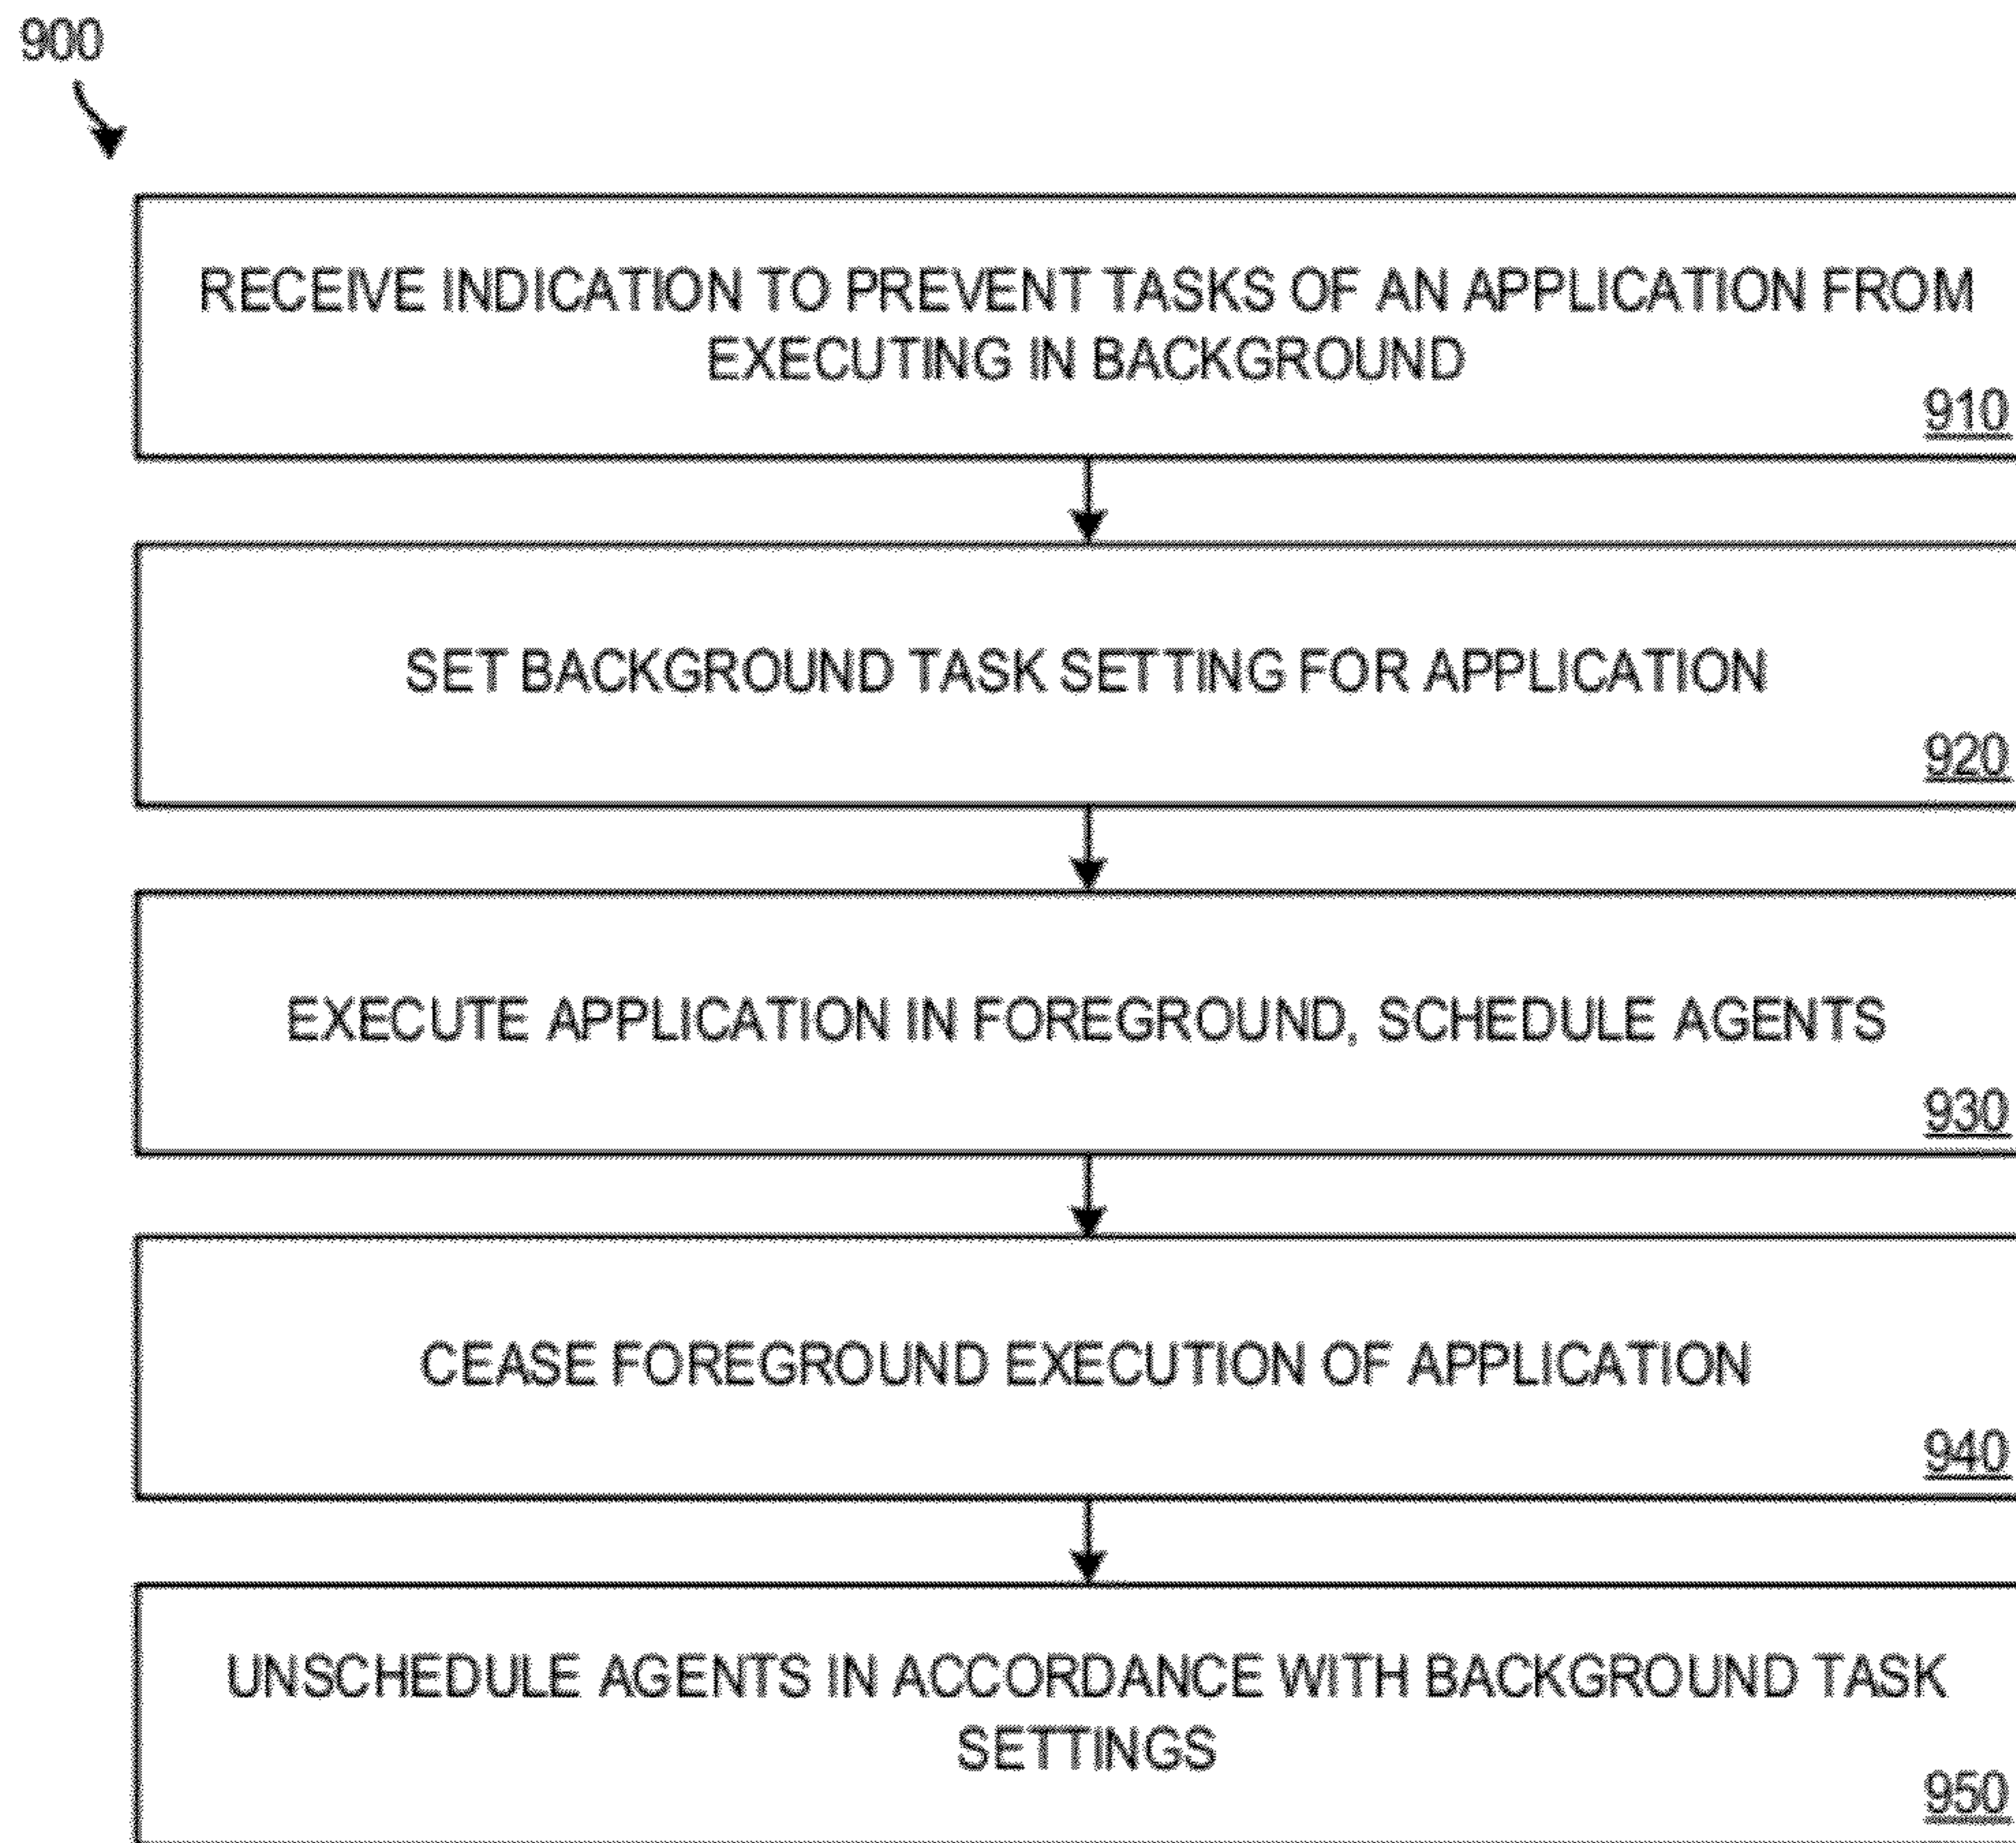 900
RECEIVE INDICATION TO PREVENT TASKS OF AN APPLICATION FROM
EXECUTING IN BACKGROUND
910
SET BACKGROUND TASK SETTING FOR APPLICATION
920
EXECUTE APPLICATION IN FOREGROUND, SCHEDULE AGENTS
930
CEASE FOREGROUND EXECUTION OF APPLICATION
940
UNSCHEDULE AGENTS IN ACCORDANCE WITH BACKGROUND TASK
SETTINGS
950